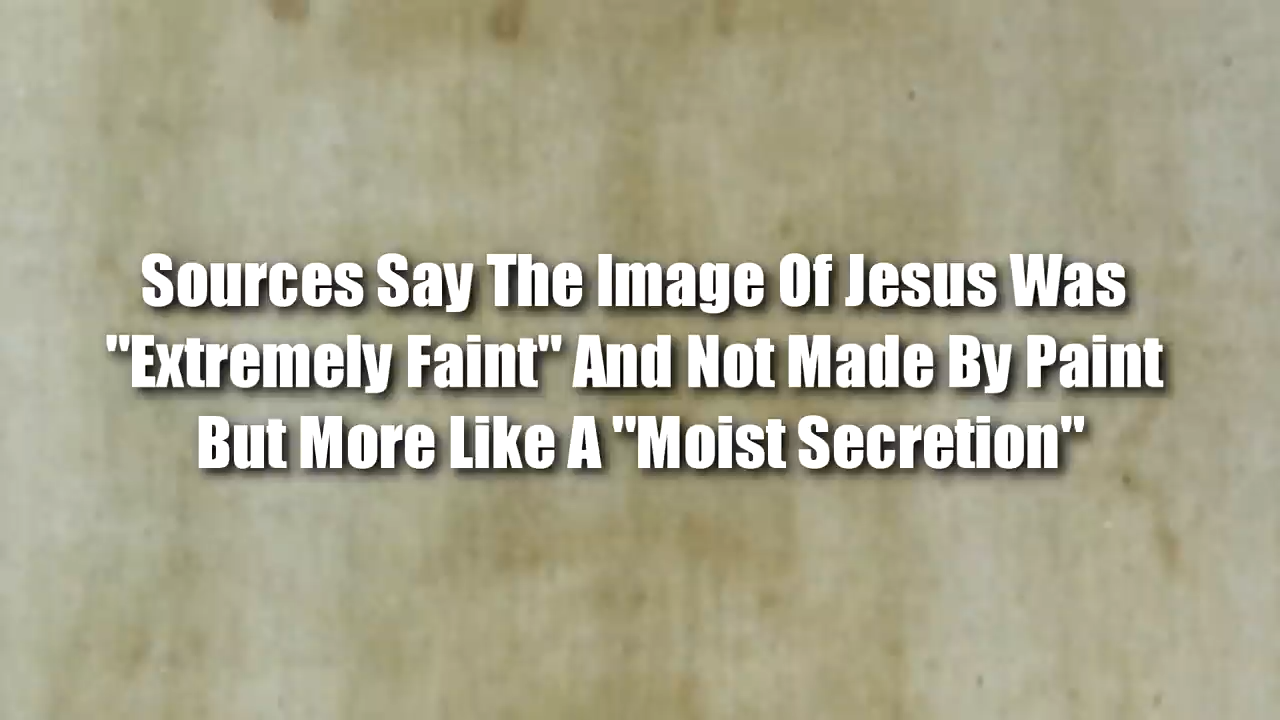 Sources Say The Image Of Jesus Was
"Extremely Faint" And Not Made By Paint
But More Like A "Moist Secretion"